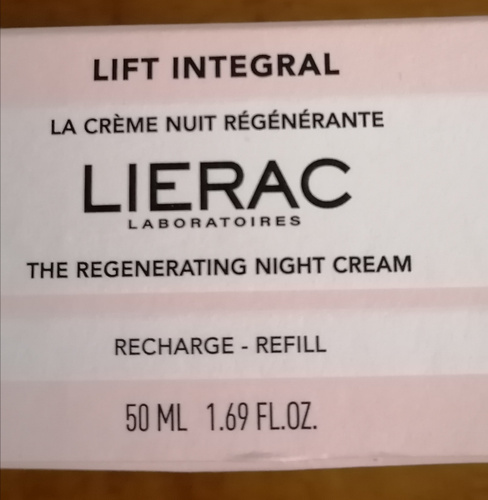 LIFT INTEGRAL
LA CRÈME NUIT RÉGÉNÉRANTE
LIERAC
LABORATOIRES
THE REGENERATING NIGHT CREAM
RECHARGE - REFILL
50 ML 1.69 FL.OZ.